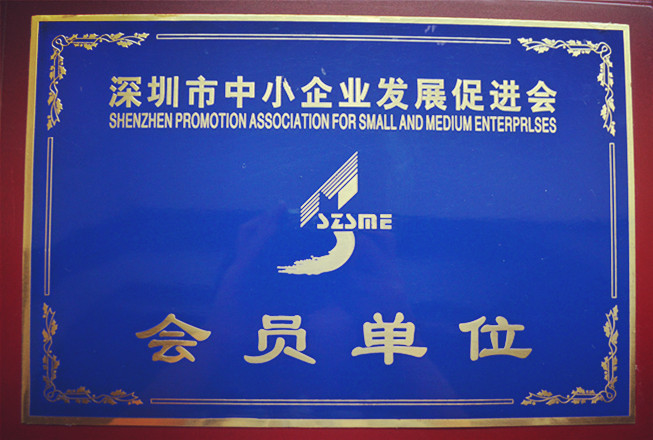 深圳市中小企业发展促进会
SHENZHEN PROMOTION ASSOCIATION FOR SMALL AND MEDIUM ENTERPRLSES
SZSME
会员单位